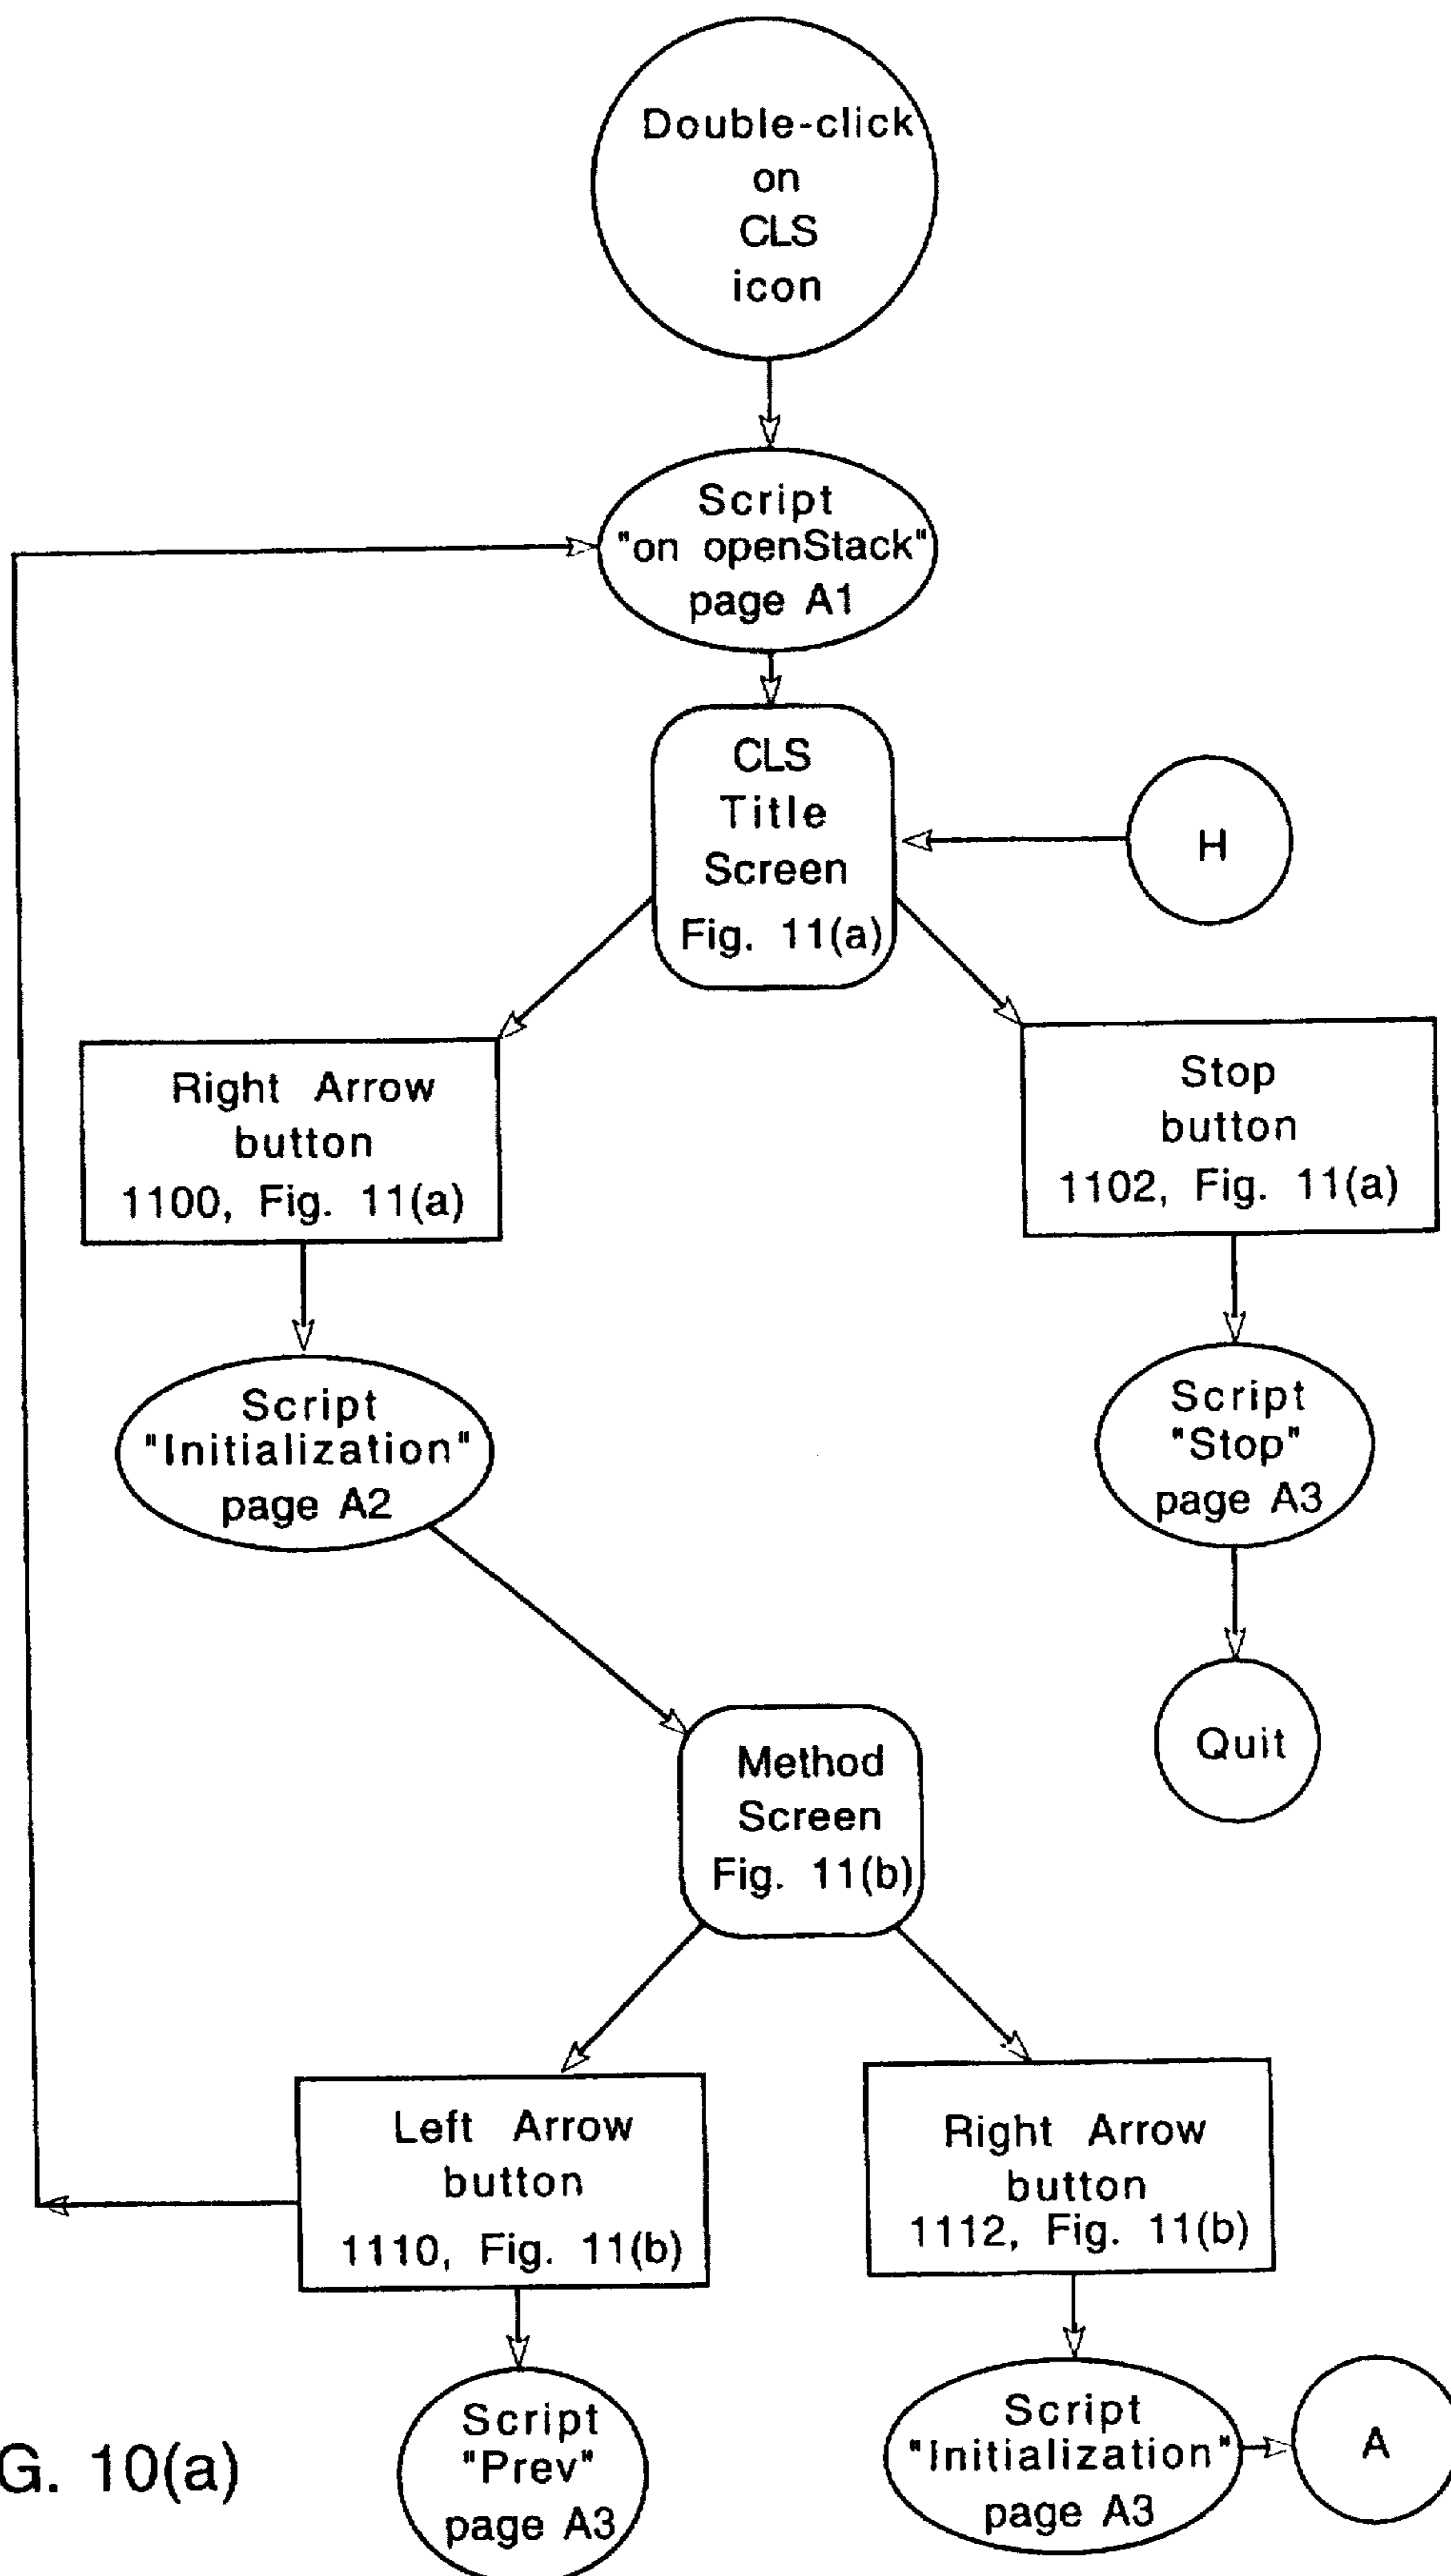 Double-click
on
CLS
icon
Script
"on openStack"
page A1
CLS
Title
Screen
Fig. 11(a)
H
Right Arrow
button
1100, Fig. 11(a)
Stop
button
1102, Fig. 11(a)
Script
"Initialization"
page A2
Script
"Stop"
page A3
Quit
Method
Screen
Fig. 11(b)
Left Arrow
button
1110, Fig. 11(b)
Right Arrow
button
1112, Fig. 11(b)
Script
"Prev"
page A3
Script
"Initialization"
page A3
A
G. 10(a)